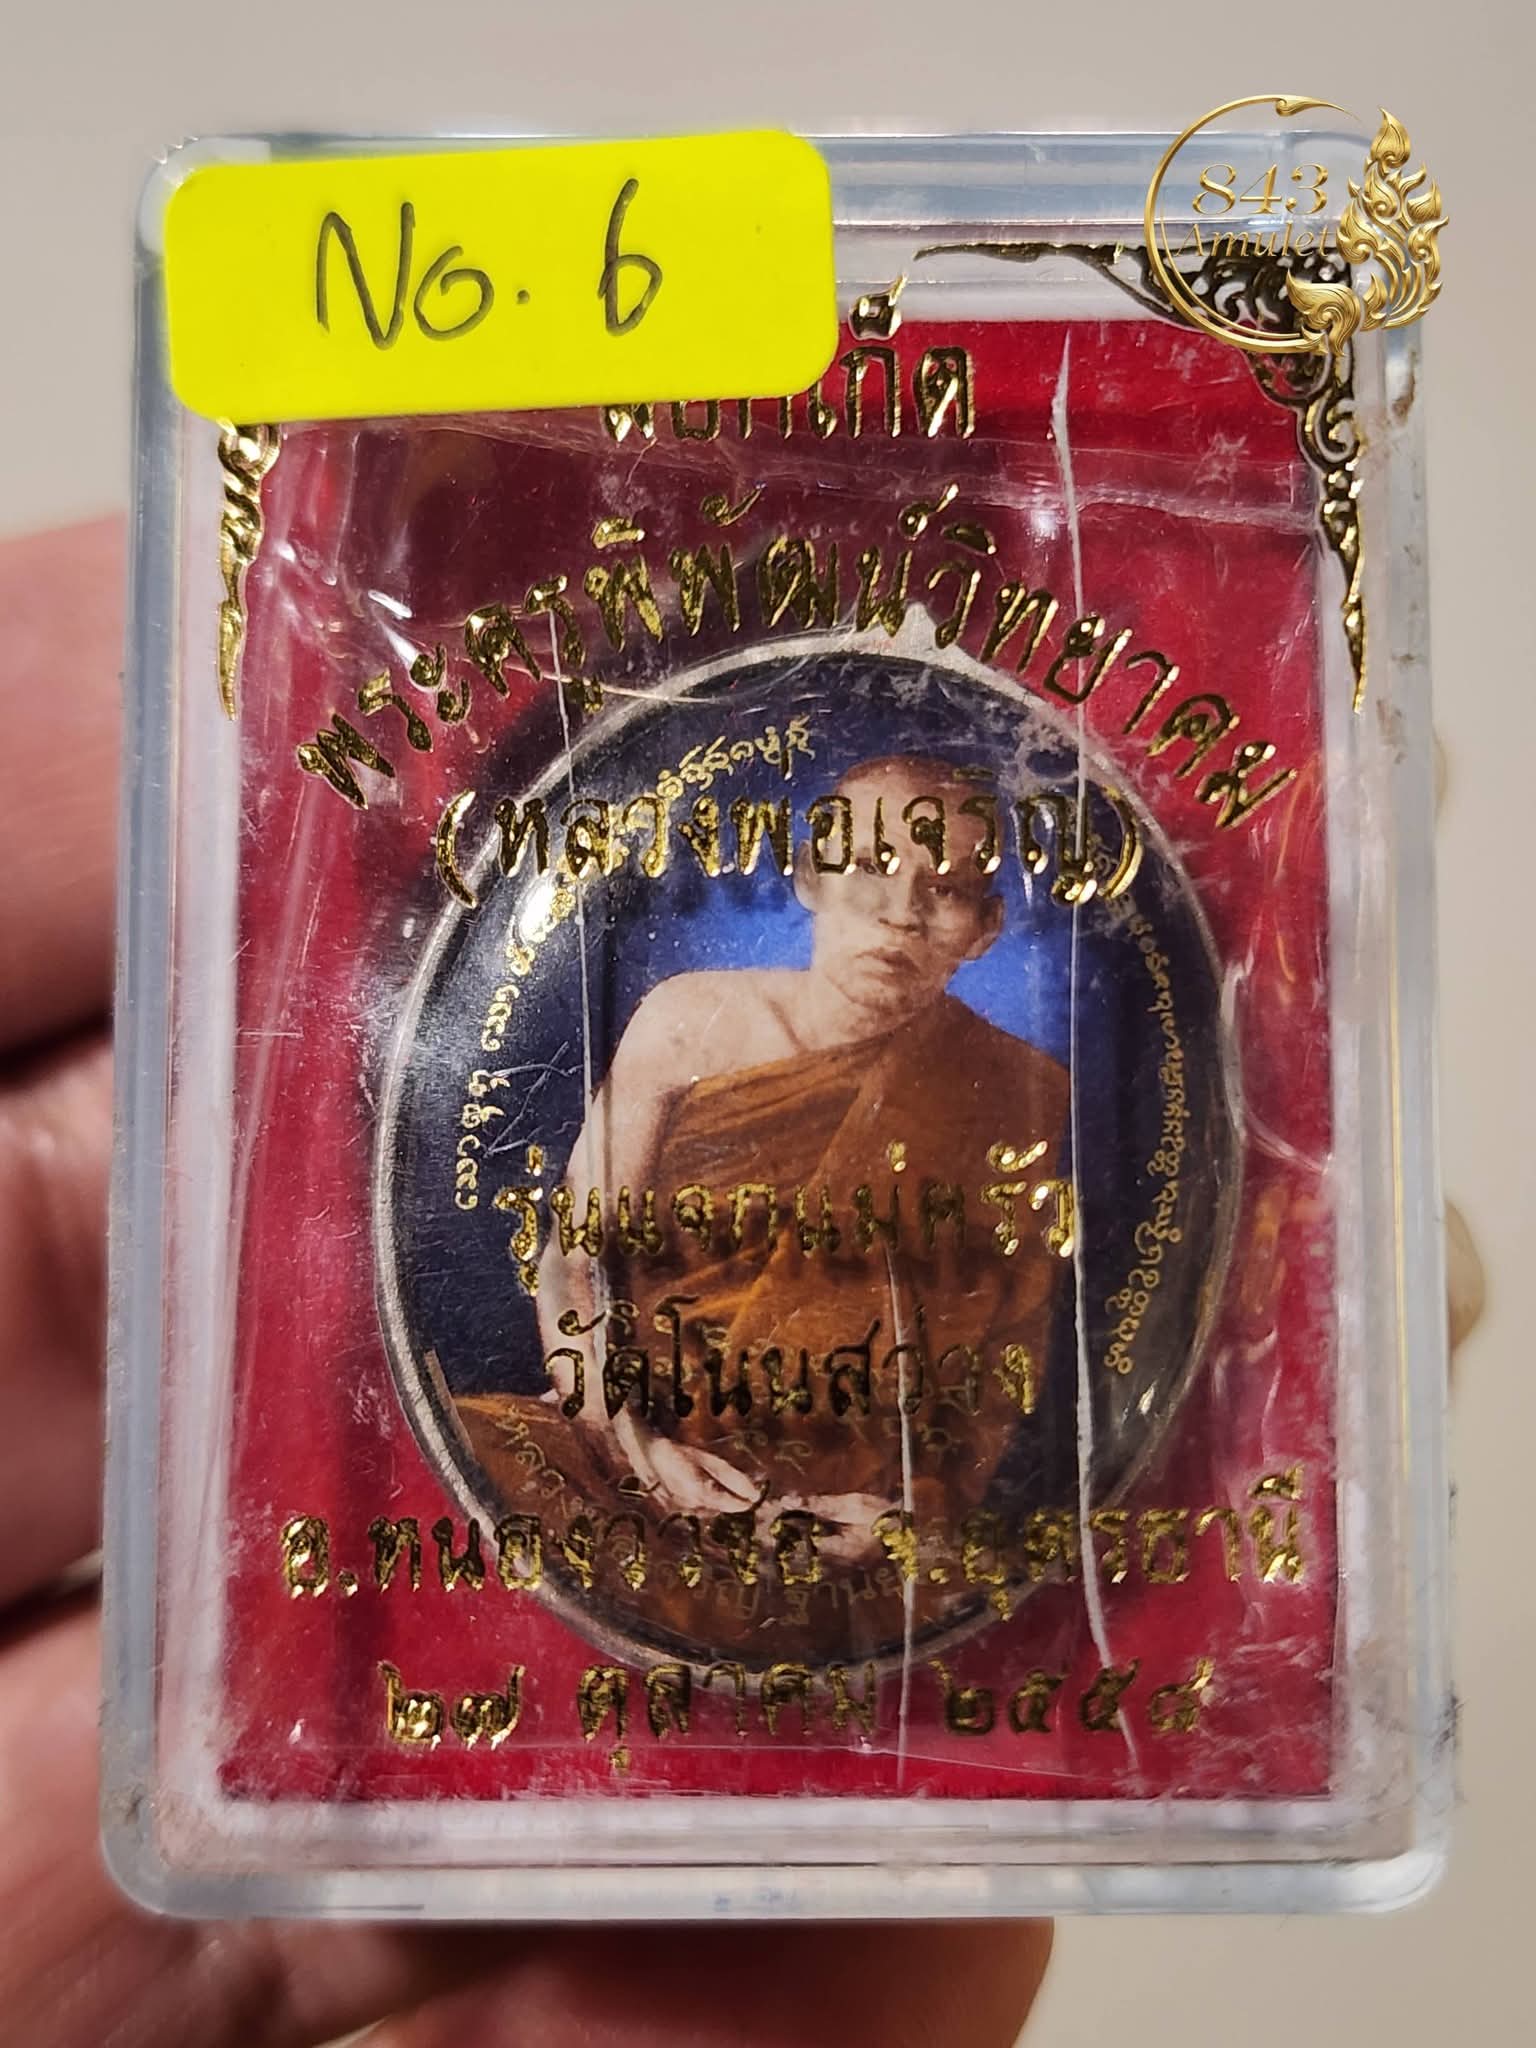 843
Amulet
No. 6
พระครูพิพัฒน์วิทยาคม
(หลวงพ่อเจริญ)
รุ่นแจกแม่ครัว
วัดโนนสว่าง
อ.หนองวัวซอ จ.อุดรธานี
๒๗ ตุลาคม ๒๕๕๘